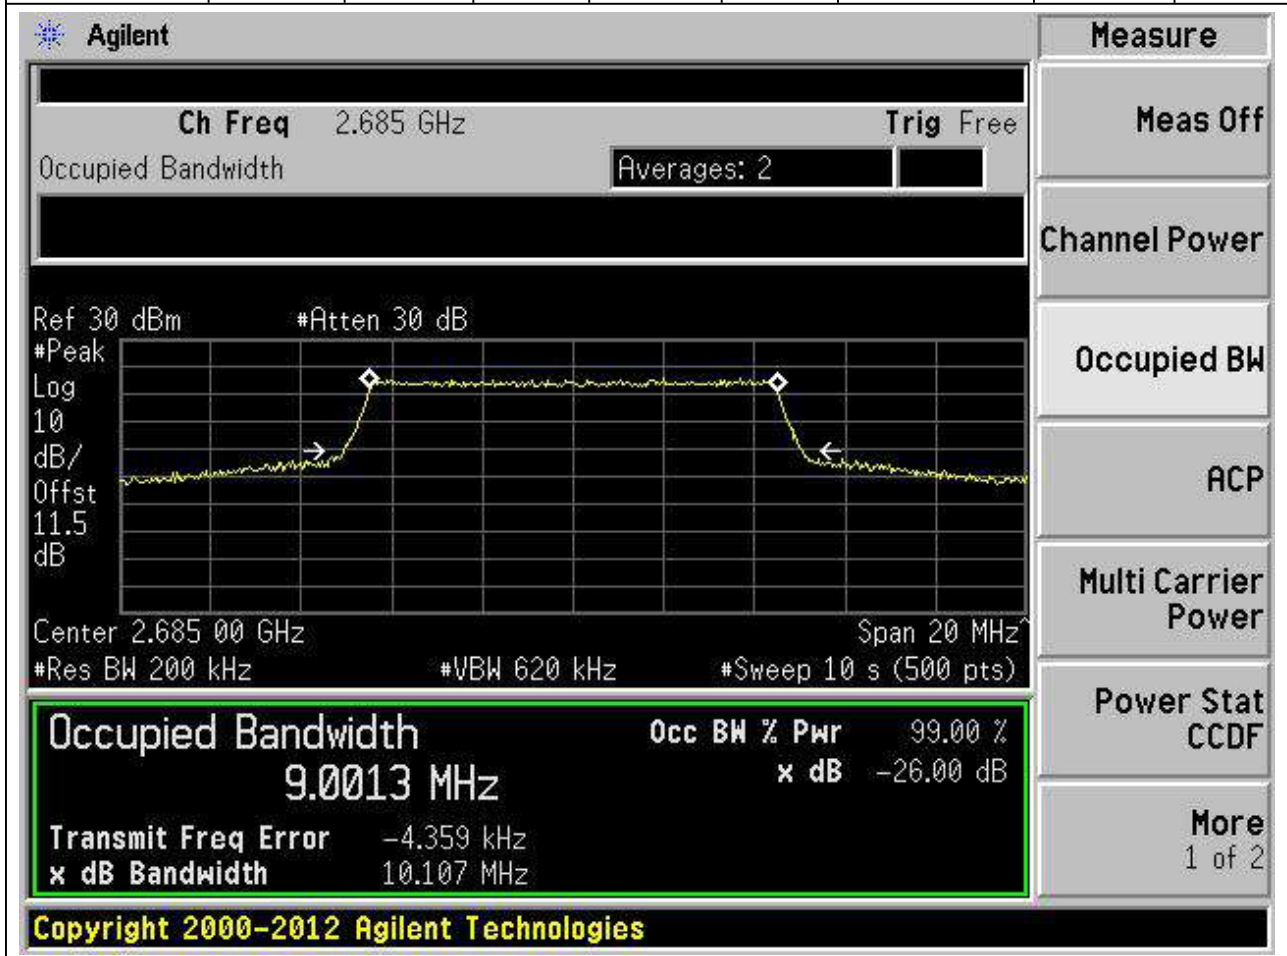 Agilent
Measure
Ch Freq 2.685 GHz Trig Free
Occupied Bandwidth Averages: 2
Meas Off
Channel Power
Occupied BW
ACP
Multi Carrier
Power
Power Stat
CCDF
More
1 of 2
Ref 30 dBm #Atten 30 dB
#Peak
Log
10
dB/
Offst
11.5
dB
Center 2.685 00 GHz Span 20 MHz^
#Res BW 200 kHz #VBW 620 kHz #Sweep 10 s (500 pts)
Occupied Bandwidth Occ BW % Pwr 99.00 %
9.0013 MHz x dB -26.00 dB
Transmit Freq Error -4.359 kHz
x dB Bandwidth 10.107 MHz
Copyright 2000-2012 Agilent Technologies